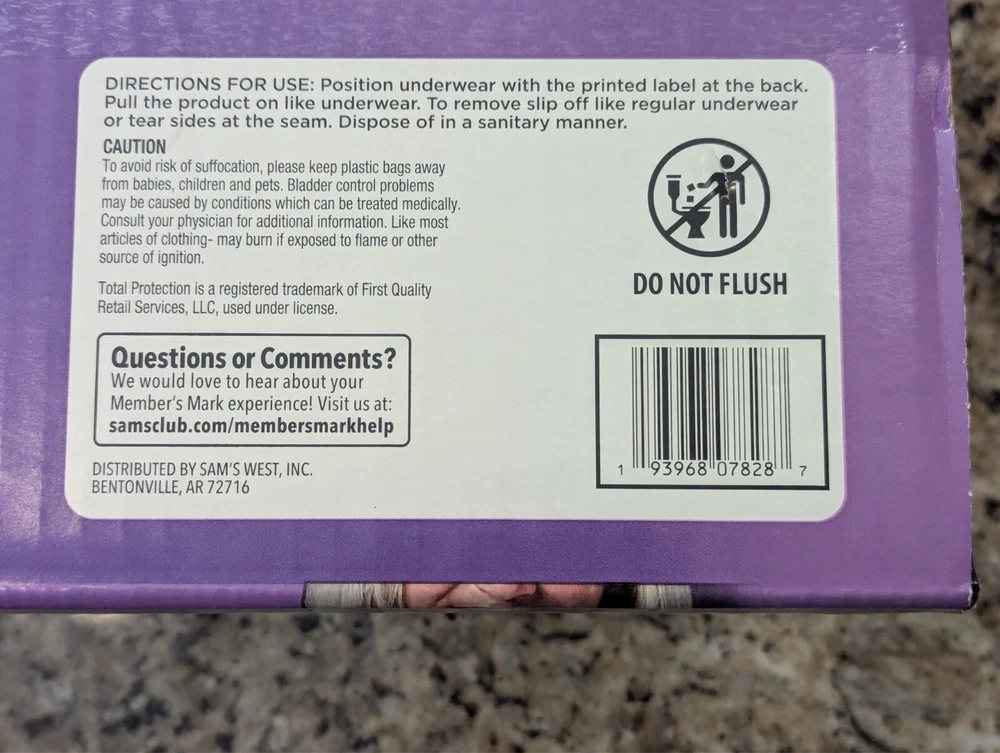 DIRECTIONS FOR USE: Position underwear with the printed label at the back.
Pull the product on like underwear. To remove slip off like regular underwear
or tear sides at the seam. Dispose of in a sanitary manner.
CAUTION
To avoid risk of suffocation, please keep plastic bags away
from babies, children and pets. Bladder control problems
may be caused by conditions which can be treated medically.
Consult your physician for additional information. Like most
articles of clothing- may burn if exposed to flame or other
source of ignition.
Total Protection is a registered trademark of First Quality
Retail Services, LLC, used under license.
DO NOT FLUSH
Questions or Comments?
We would love to hear about your
Member's Mark experience! Visit us at:
samsclub.com/membersmarkhelp
DISTRIBUTED BY SAM'S WEST, INC.
BENTONVILLE, AR 72716
1 93968 07828 7